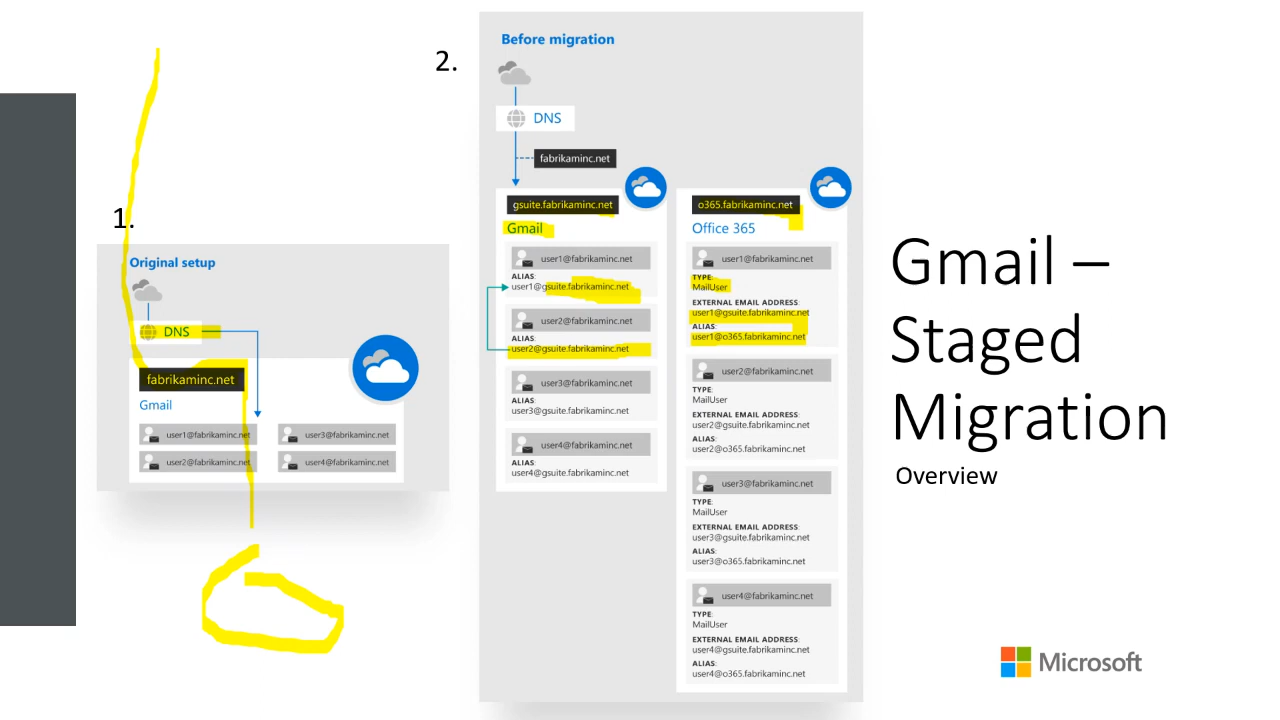 1.
Original setup
DNS
fabrikaminc.net
Gmail
user1@fabrikaminc.net
user3@fabrikaminc.net
user2@fabrikaminc.net
user4@fabrikaminc.net
2.
Before migration
DNS
fabrikaminc.net
gsuite.fabrikaminc.net
Gmail
user1@fabrikaminc.net
ALIAS:
user1@gsuite.fabrikaminc.net
user2@fabrikaminc.net
ALIAS:
user2@gsuite.fabrikaminc.net
user3@fabrikaminc.net
ALIAS:
user3@gsuite.fabrikaminc.net
user4@fabrikaminc.net
ALIAS:
user4@gsuite.fabrikaminc.net
o365.fabrikaminc.net
Office 365
user1@fabrikaminc.net
TYPE:
MailUser
EXTERNAL EMAIL ADDRESS:
user1@gsuite.fabrikaminc.net
ALIAS:
user1@o365.fabrikaminc.net
user2@fabrikaminc.net
TYPE:
MailUser
EXTERNAL EMAIL ADDRESS:
user2@gsuite.fabrikaminc.net
ALIAS:
user2@o365.fabrikaminc.net
user3@fabrikaminc.net
TYPE:
MailUser
EXTERNAL EMAIL ADDRESS:
user3@gsuite.fabrikaminc.net
ALIAS:
user3@o365.fabrikaminc.net
user4@fabrikaminc.net
TYPE:
MailUser
EXTERNAL EMAIL ADDRESS:
user4@gsuite.fabrikaminc.net
ALIAS:
user4@o365.fabrikaminc.net
Gmail –
Staged
Migration
Overview
Microsoft